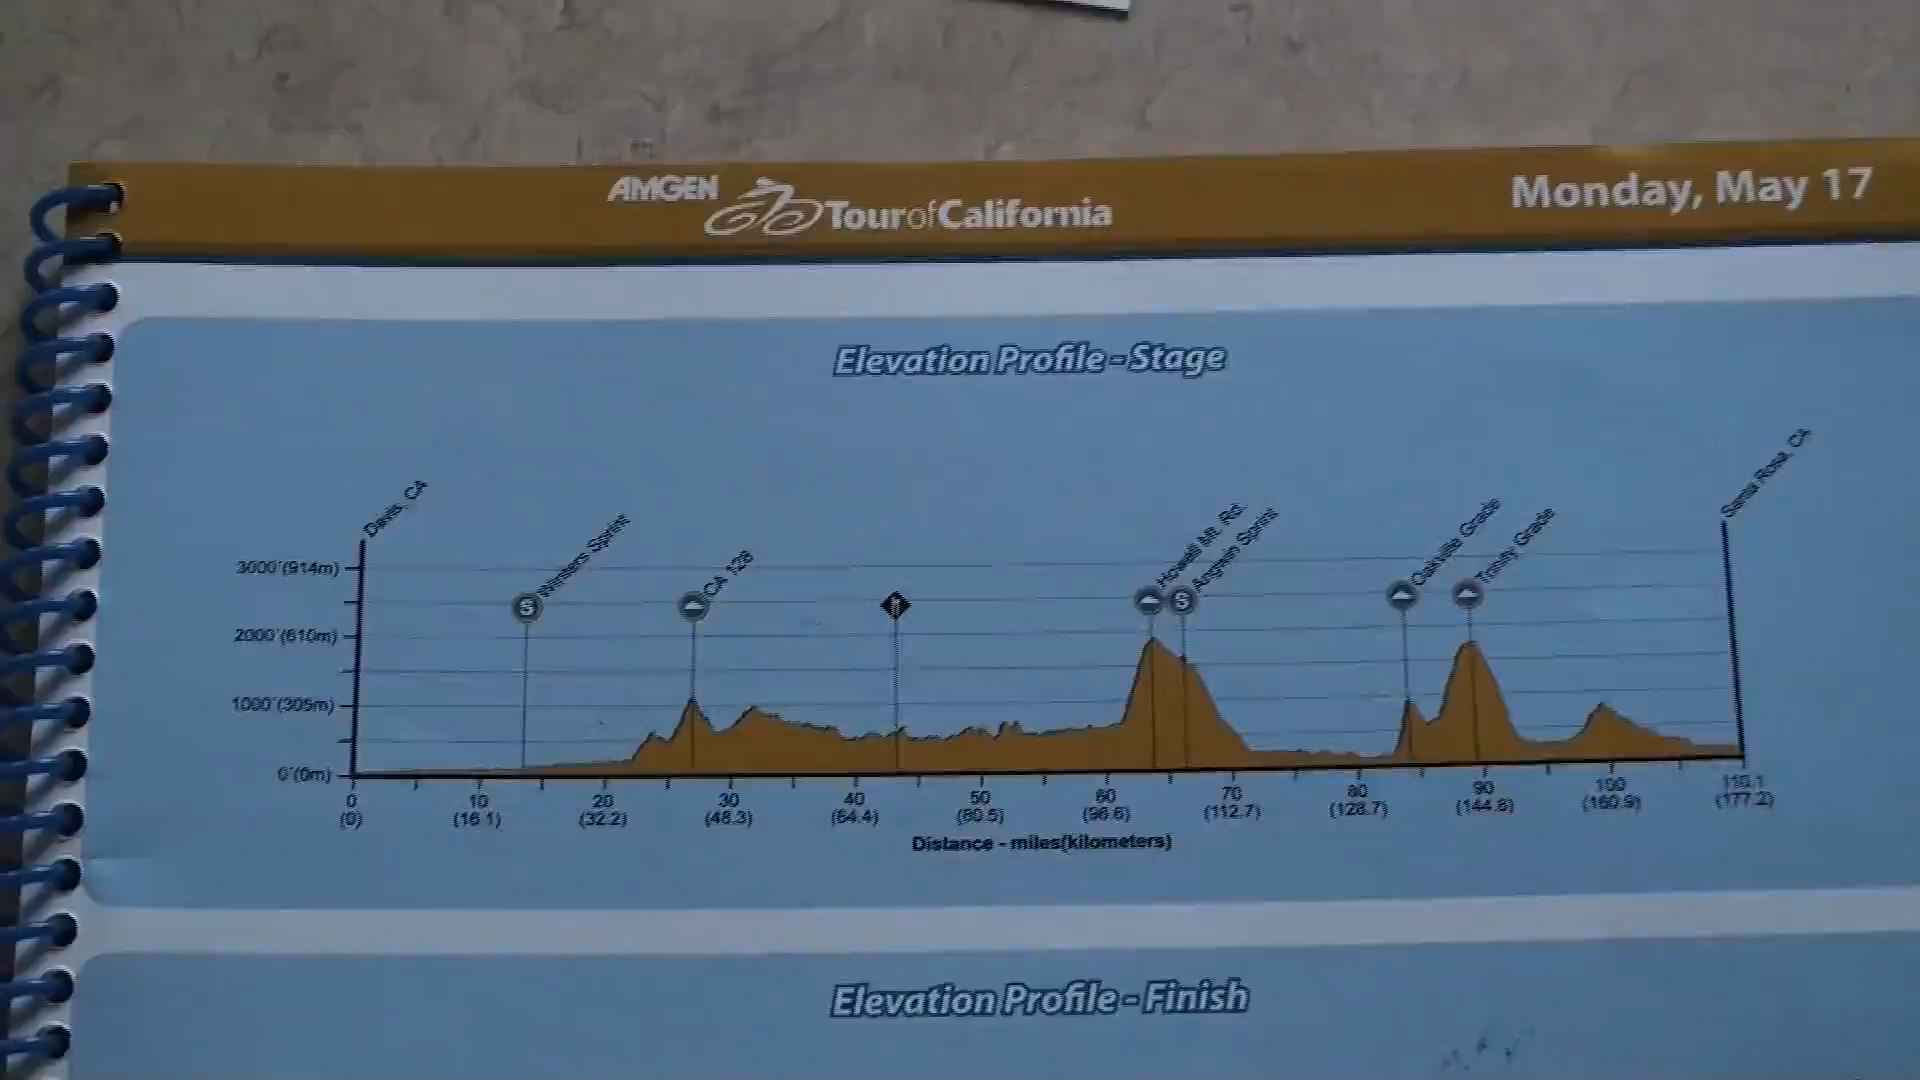 AMGEN
TourofCalifornia
Monday, May 17
Elevation Profile - Stage
Davis, CA
Winters Sprint
CA 128
Howell Mt. Rd.
Angwin Sprint
Oakville Grade
Trinity Grade
Santa Rosa, CA
S
S
3000'(914m)
2000'(610m)
1000'(305m)
0'(0m)
0 10 20 30 40 50 60 70 80 90 100 110.1
(0) (16.1) (32.2) (48.3) (64.4) (80.5) (96.6) (112.7) (128.7) (144.8) (160.9) (177.2)
Distance - miles(kilometers)
Elevation Profile - Finish